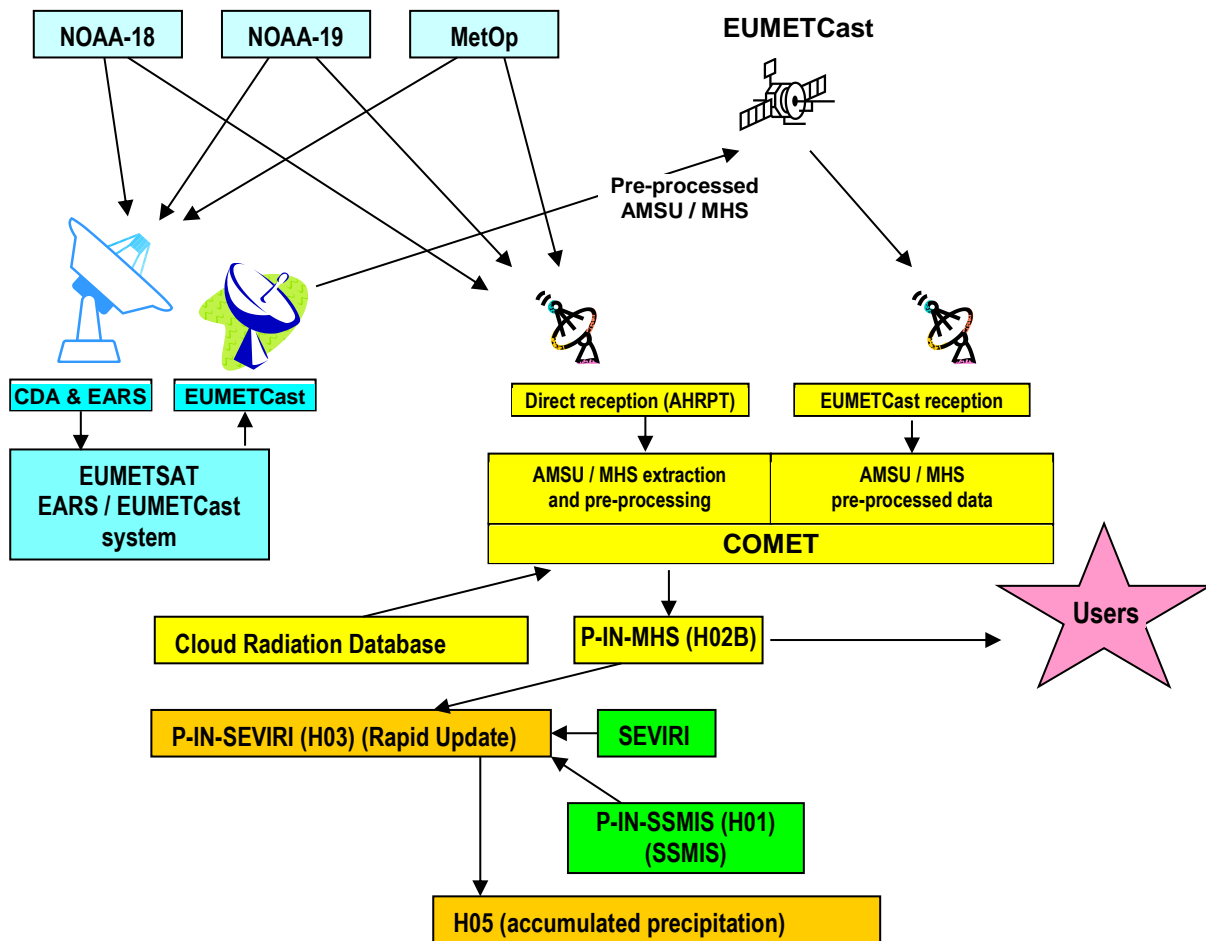 NOAA-18
NOAA-19
MetOp
EUMETCast
Pre-processed
AMSU / MHS
CDA & EARS
EUMETCast
Direct reception (AHRPT)
EUMETCast reception
EUMETSAT
EARS / EUMETCast
system
AMSU / MHS extraction
and pre-processing
AMSU / MHS
pre-processed data
COMET
Users
Cloud Radiation Database
P-IN-MHS (H02B)
P-IN-SEVIRI (H03) (Rapid Update)
SEVIRI
P-IN-SSMIS (H01)
(SSMIS)
H05 (accumulated precipitation)